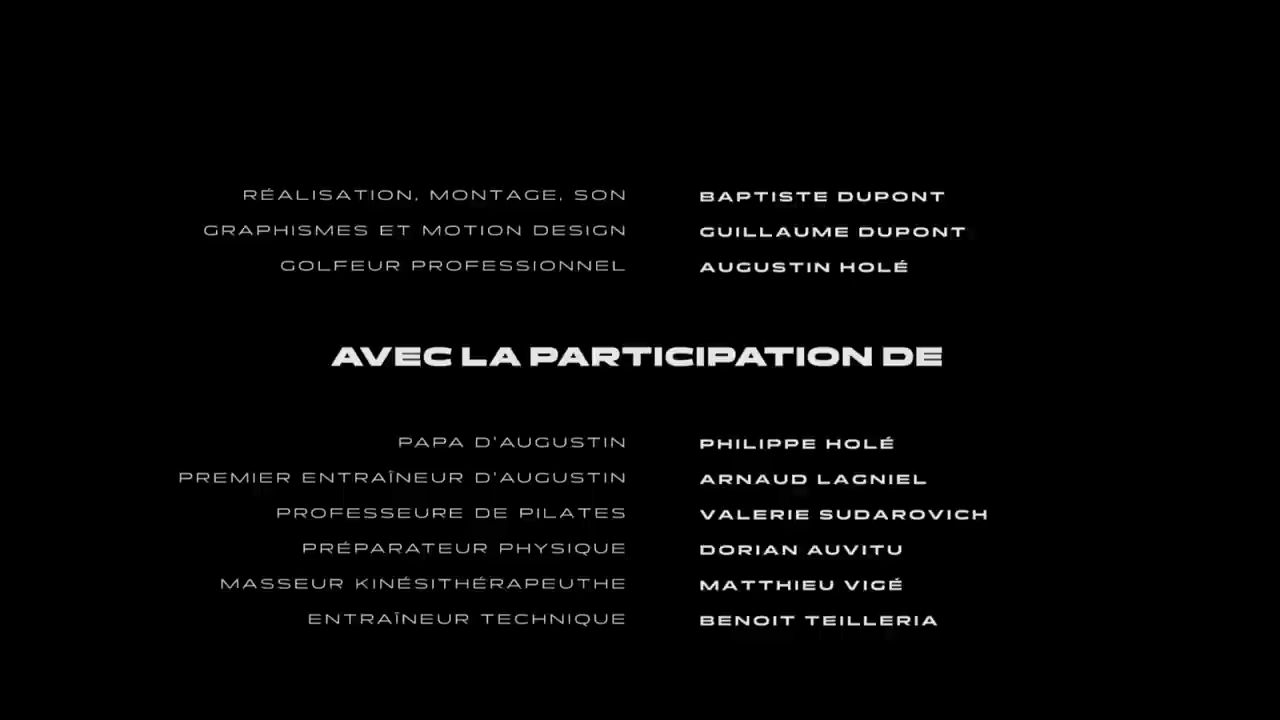 RÉALISATION, MONTAGE, SON BAPTISTE DUPONT
GRAPHISMES ET MOTION DESIGN GUILLAUME DUPONT
GOLFEUR PROFESSIONNEL AUGUSTIN HOLÉ
AVEC LA PARTICIPATION DE
PAPA D'AUGUSTIN PHILIPPE HOLÉ
PREMIER ENTRAÎNEUR D'AUGUSTIN ARNAUD LAGNIEL
PROFESSEURE DE PILATES VALERIE SUDAROVICH
PRÉPARATEUR PHYSIQUE DORIAN AUVITU
MASSEUR KINÉSITHÉRAPEUTHE MATTHIEU VIGÉ
ENTRAÎNEUR TECHNIQUE BENOIT TEILLERIA